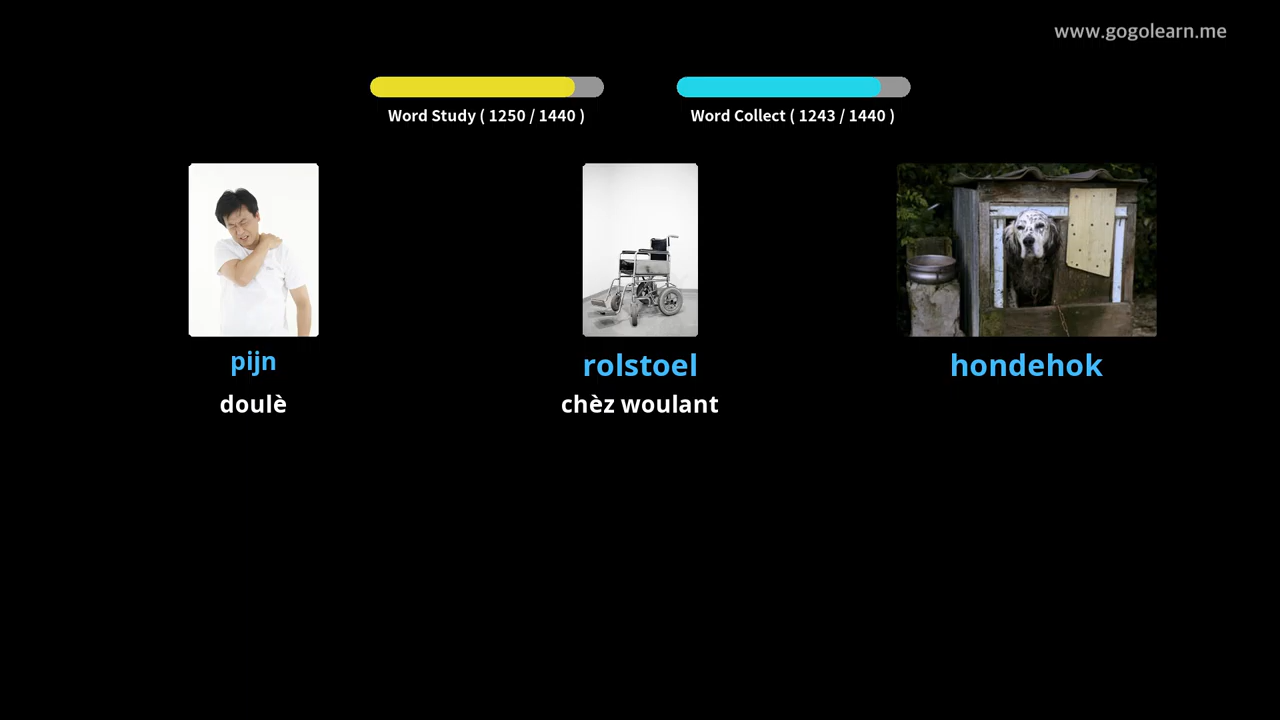 www.gogolearn.me
Word Study ( 1250 / 1440 )
Word Collect ( 1243 / 1440 )
pijn
doulè
rolstoel
chèz woulant
hondehok